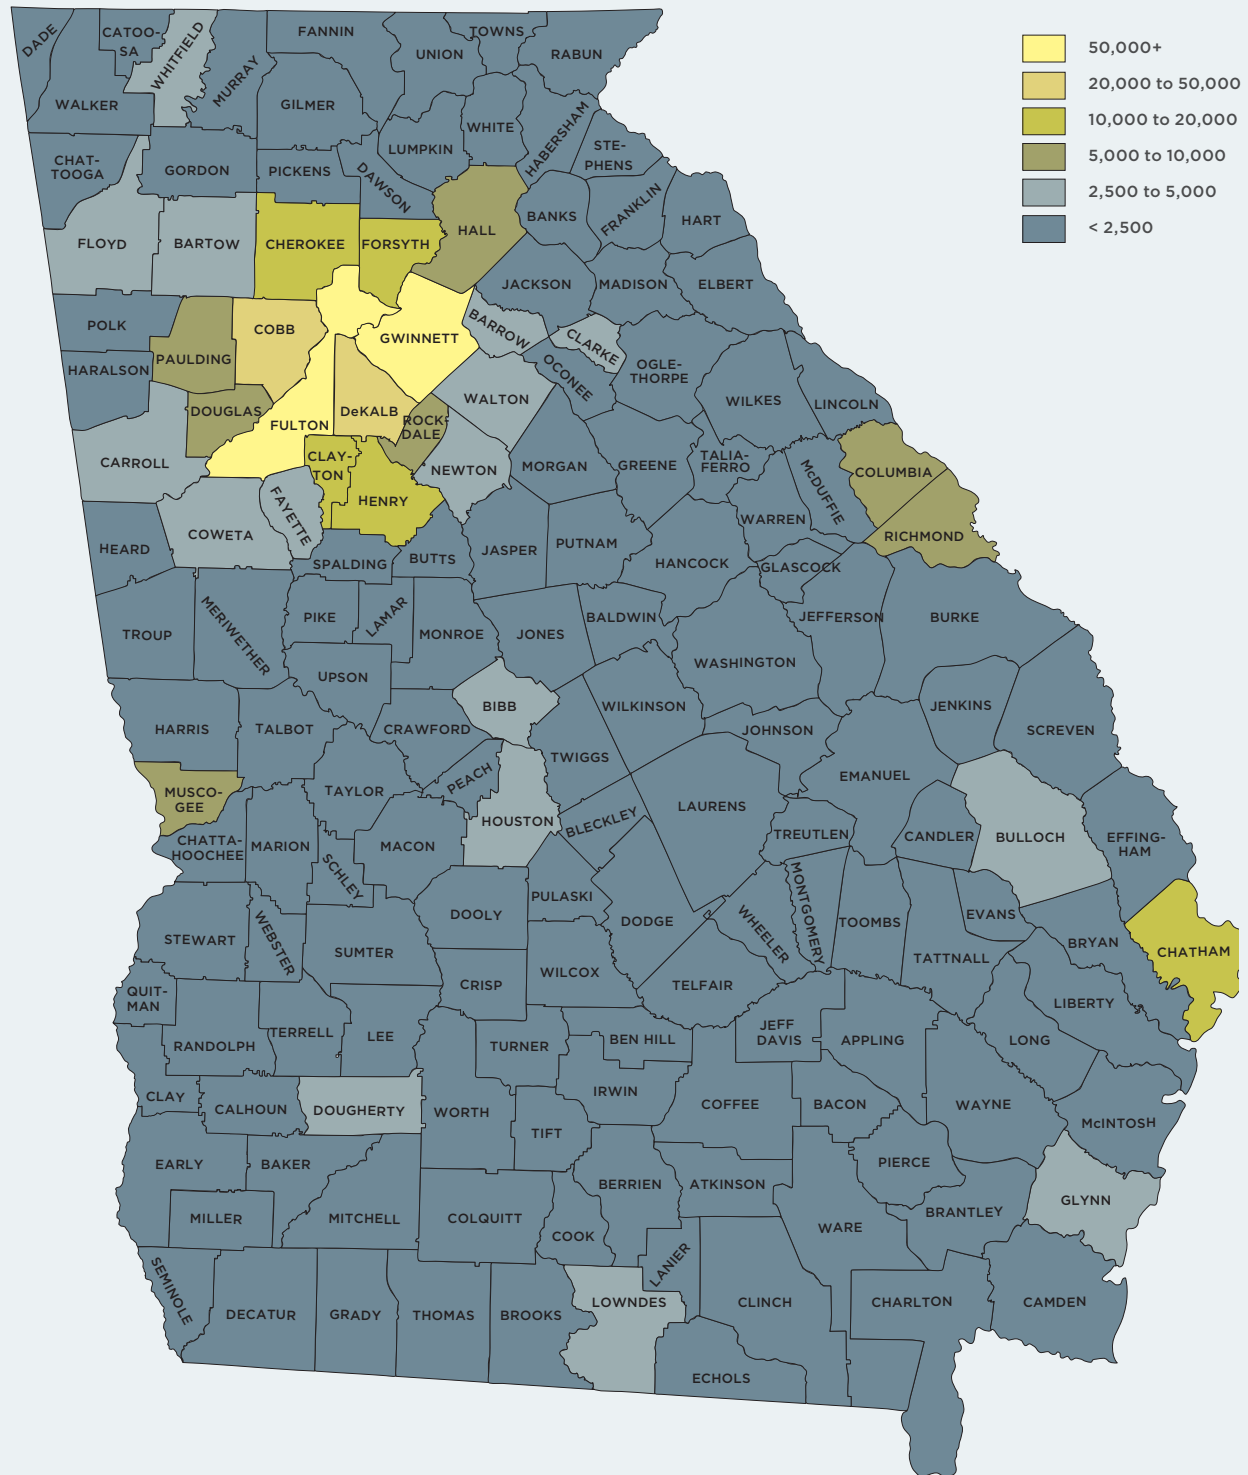 50,000+
20,000 to 50,000
10,000 to 20,000
5,000 to 10,000
2,500 to 5,000
< 2,500
DADE
CATOO-
SA
WHITFIELD
MURRAY
FANNIN
UNION
TOWNS
RABUN
WALKER
GILMER
WHITE
HABERSHAM
STE-
PHENS
LUMPKIN
CHAT-
TOOGA
GORDON
PICKENS
DAWSON
BANKS
FRANKLIN
HART
FLOYD
BARTOW
CHEROKEE
FORSYTH
HALL
JACKSON
MADISON
ELBERT
POLK
COBB
GWINNETT
BARROW
CLARKE
PAULDING
HARALSON
OCONEE
OGLE-
THORPE
WALTON
WILKES
LINCOLN
DOUGLAS
FULTON
DeKALB
ROCK-
DALE
CARROLL
CLAY-
TON
NEWTON
MORGAN
GREENE
TALIA-
FERRO
McDUFFIE
COLUMBIA
HENRY
FAYETTE
COWETA
WARREN
RICHMOND
HEARD
SPALDING
BUTTS
JASPER
PUTNAM
HANCOCK
GLASCOCK
TROUP
MERIWETHER
PIKE
LAMAR
MONROE
JONES
BALDWIN
JEFFERSON
BURKE
WASHINGTON
UPSON
BIBB
WILKINSON
JENKINS
HARRIS
TALBOT
CRAWFORD
JOHNSON
SCREVEN
TWIGGS
PEACH
EMANUEL
MUSCO-
GEE
TAYLOR
LAURENS
HOUSTON
BLECKLEY
TREUTLEN
CANDLER
BULLOCH
EFFING-
HAM
CHATTA-
HOOCHEE
MARION
MACON
SCHLEY
PULASKI
MONTGOMERY
DOOLY
DODGE
WHEELER
TOOMBS
EVANS
STEWART
WEBSTER
SUMTER
BRYAN
CHATHAM
TATTNALL
WILCOX
CRISP
TELFAIR
QUIT-
MAN
LIBERTY
RANDOLPH
TERRELL
LEE
TURNER
BEN HILL
JEFF
DAVIS
APPLING
LONG
CLAY
CALHOUN
DOUGHERTY
WORTH
IRWIN
COFFEE
BACON
WAYNE
McINTOSH
TIFT
EARLY
BAKER
PIERCE
BERRIEN
ATKINSON
GLYNN
MILLER
MITCHELL
COLQUITT
BRANTLEY
COOK
WARE
LANIER
SEMINOLE
DECATUR
GRADY
THOMAS
BROOKS
LOWNDES
CLINCH
CHARLTON
CAMDEN
ECHOLS